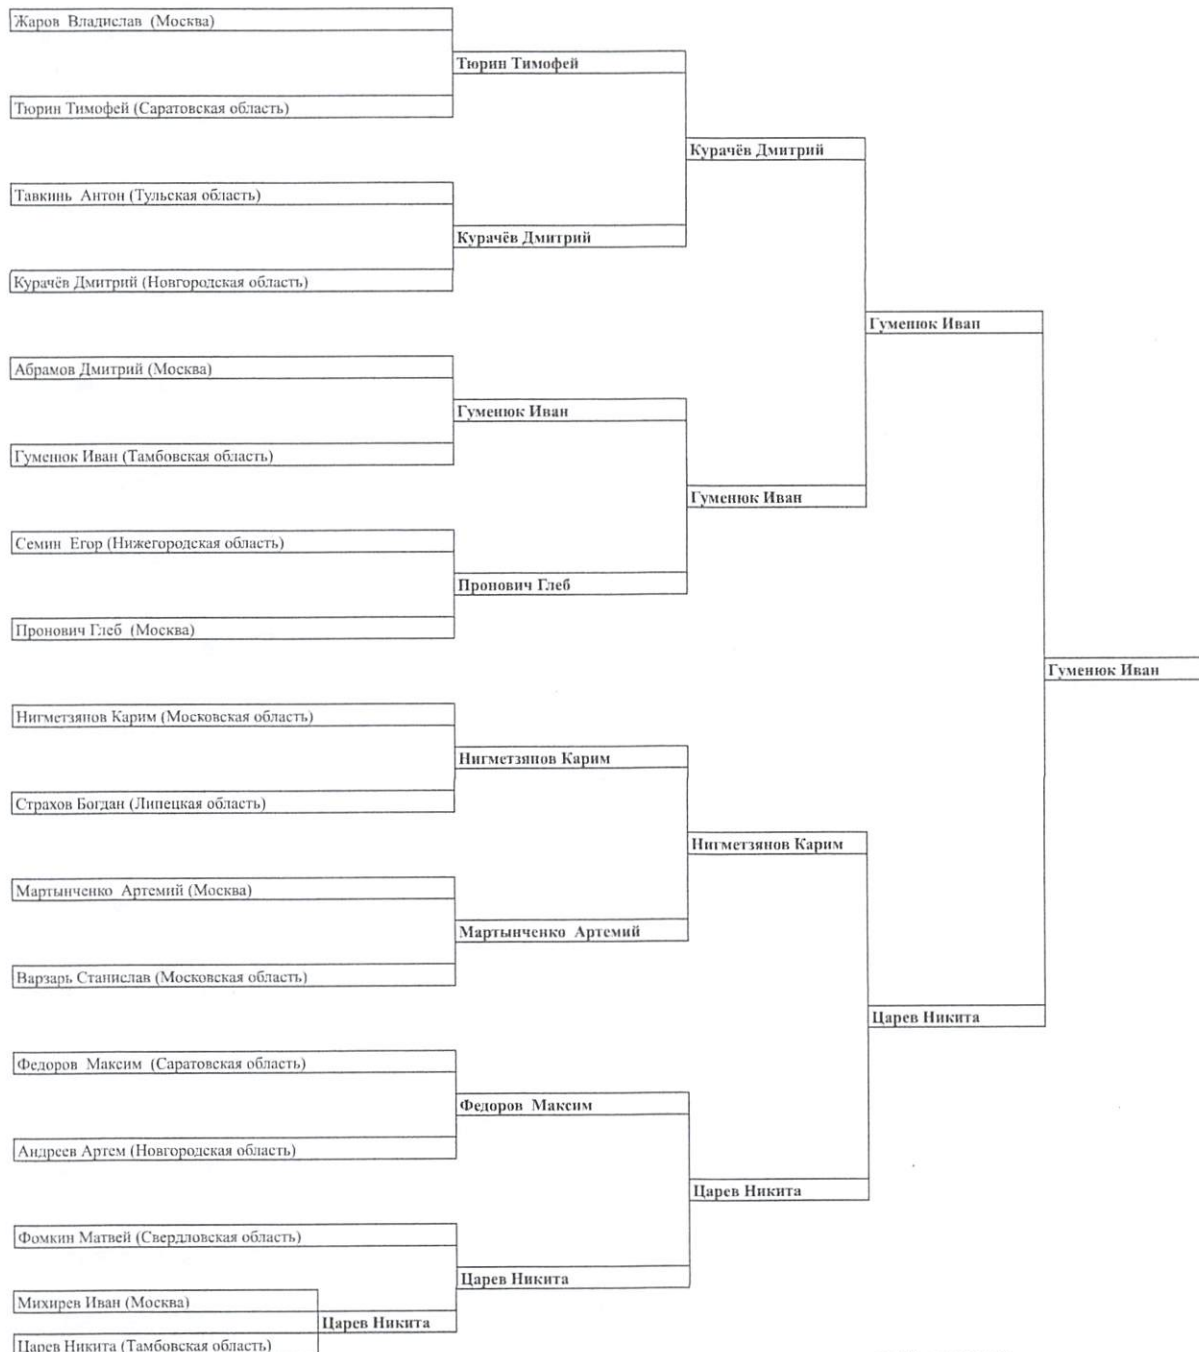 Жаров Владислав (Москва)
Тюрин Тимофей
Тюрин Тимофей (Саратовская область)
Курачёв Дмитрий
Тавкинь Антон (Тульская область)
Курачёв Дмитрий
Курачёв Дмитрий (Новгородская область)
Гуменюк Иван
Абрамов Дмитрий (Москва)
Гуменюк Иван
Гуменюк Иван (Тамбовская область)
Гуменюк Иван
Семин Егор (Нижегородская область)
Пронович Глеб
Пронович Глеб (Москва)
Гуменюк Иван
Нигметзянов Карим (Московская область)
Нигметзянов Карим
Страхов Богдан (Липецкая область)
Нигметзянов Карим
Мартынченко Артемий (Москва)
Мартынченко Артемий
Варзарь Станислав (Московская область)
Царев Никита
Федоров Максим (Саратовская область)
Федоров Максим
Андреев Артем (Новгородская область)
Царев Никита
Фомкин Матвей (Свердловская область)
Царев Никита
Михирев Иван (Москва)
Царев Никита
Царев Никита (Тамбовская область)